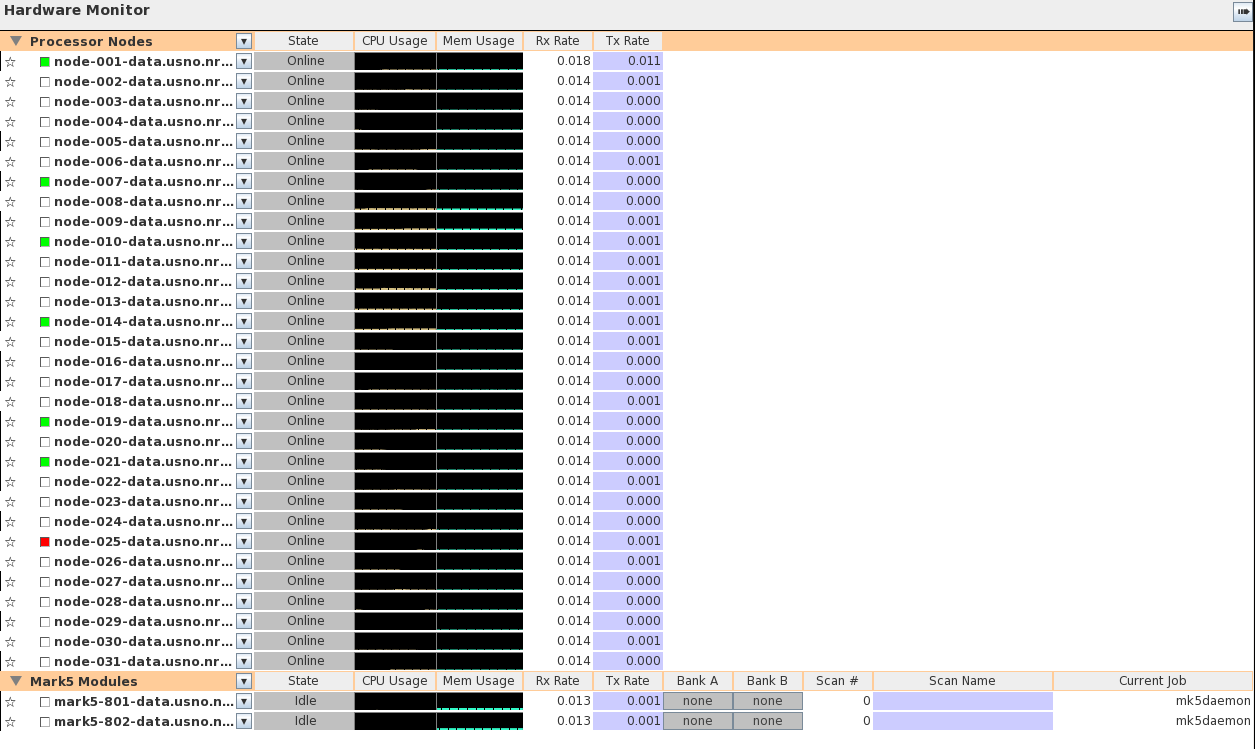 Hardware Monitor
Processor Nodes State CPU Usage Mem Usage Rx Rate Tx Rate
node-001-data.usno.nr... Online 0.018 0.011
node-002-data.usno.nr... Online 0.014 0.001
node-003-data.usno.nr... Online 0.014 0.000
node-004-data.usno.nr... Online 0.014 0.000
node-005-data.usno.nr... Online 0.014 0.000
node-006-data.usno.nr... Online 0.014 0.001
node-007-data.usno.nr... Online 0.014 0.000
node-008-data.usno.nr... Online 0.014 0.000
node-009-data.usno.nr... Online 0.014 0.001
node-010-data.usno.nr... Online 0.014 0.001
node-011-data.usno.nr... Online 0.014 0.001
node-012-data.usno.nr... Online 0.014 0.001
node-013-data.usno.nr... Online 0.014 0.001
node-014-data.usno.nr... Online 0.014 0.001
node-015-data.usno.nr... Online 0.014 0.001
node-016-data.usno.nr... Online 0.014 0.000
node-017-data.usno.nr... Online 0.014 0.000
node-018-data.usno.nr... Online 0.014 0.001
node-019-data.usno.nr... Online 0.014 0.000
node-020-data.usno.nr... Online 0.014 0.000
node-021-data.usno.nr... Online 0.014 0.000
node-022-data.usno.nr... Online 0.014 0.001
node-023-data.usno.nr... Online 0.014 0.000
node-024-data.usno.nr... Online 0.014 0.000
node-025-data.usno.nr... Online 0.014 0.001
node-026-data.usno.nr... Online 0.014 0.001
node-027-data.usno.nr... Online 0.014 0.000
node-028-data.usno.nr... Online 0.014 0.000
node-029-data.usno.nr... Online 0.014 0.000
node-030-data.usno.nr... Online 0.014 0.001
node-031-data.usno.nr... Online 0.014 0.000
Mark5 Modules State CPU Usage Mem Usage Rx Rate Tx Rate Bank A Bank B Scan # Scan Name Current Job
mark5-801-data.usno.n... Idle 0.013 0.001 none none 0 mk5daemon
mark5-802-data.usno.n... Idle 0.013 0.001 none none 0 mk5daemon